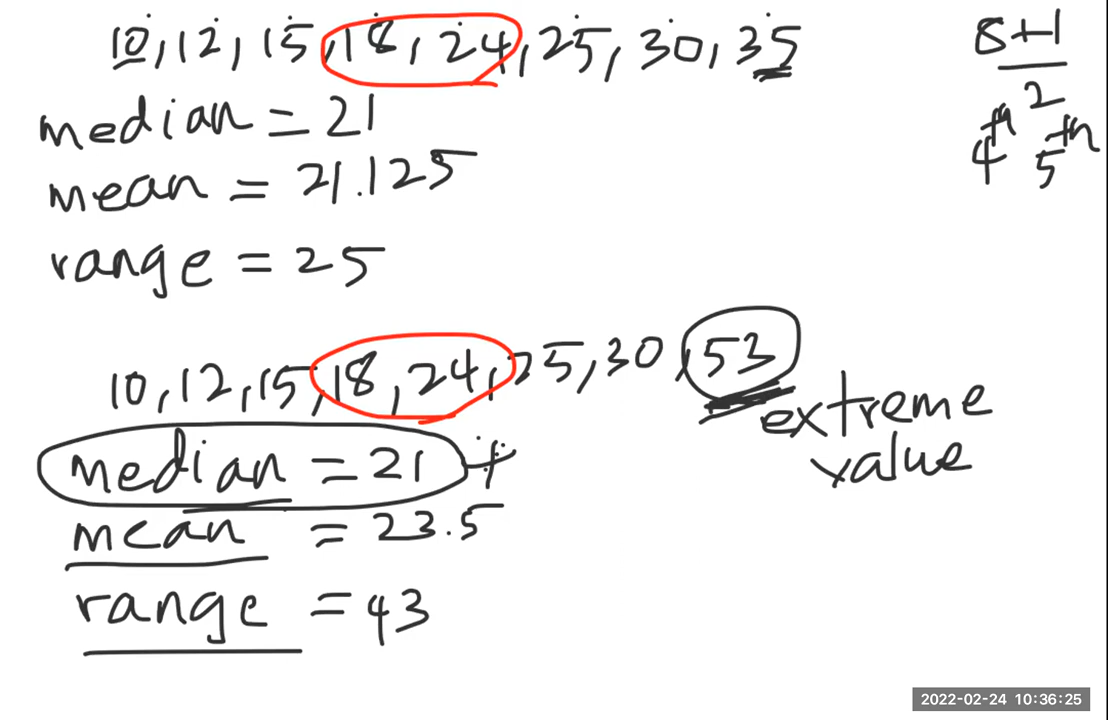 10, 12, 15, 18, 24, 25, 30, 35
8+1
2
4th 5th
median = 21
mean = 21.125
range = 25
10, 12, 15, 18, 24, 25, 30, 53
extreme
value
median = 21
mean = 23.5
range = 43
2022-02-24 10:36:25